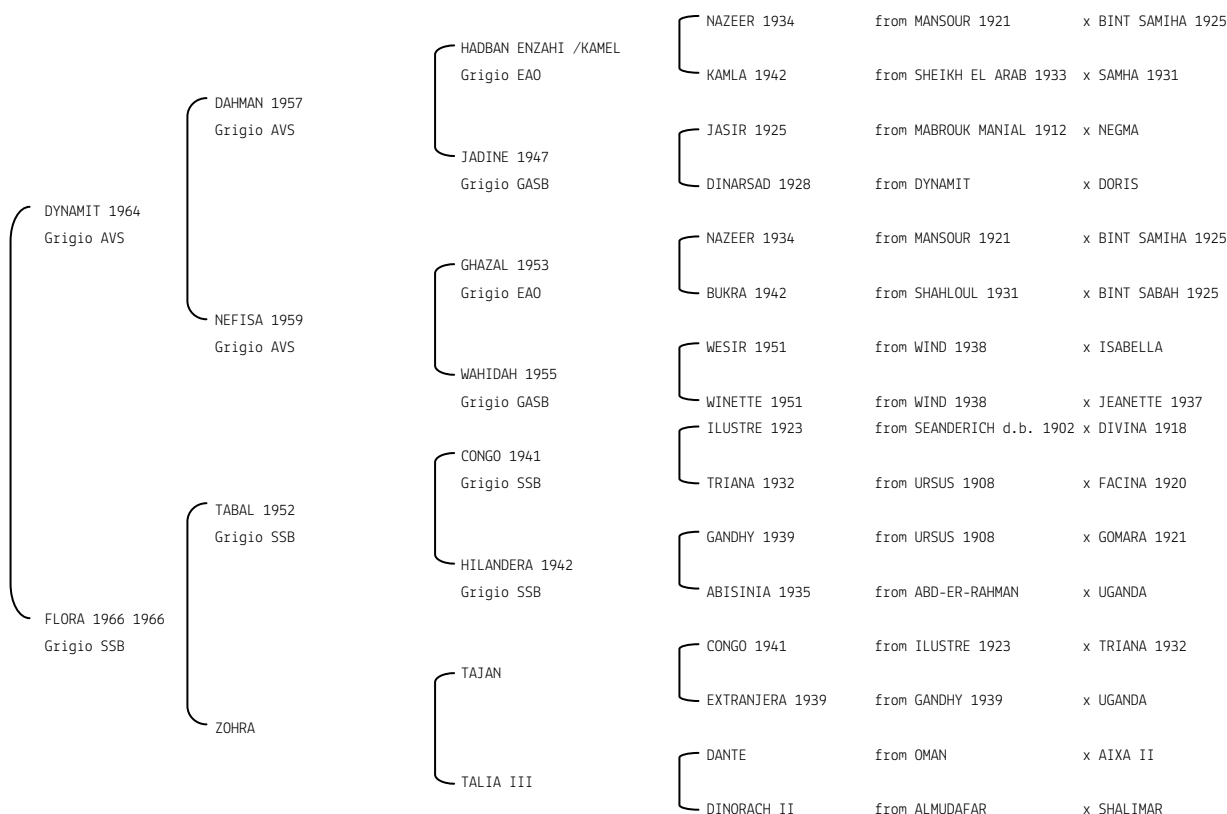 NAZEER 1934 from MANSOUR 1921 x BINT SAMIHA 1925
HADBAN ENZAHI /KAMEL
Grigio EAO KAMLA 1942 from SHEIKH EL ARAB 1933 x SAMHA 1931
DAHMAN 1957
Grigio AVS JASIR 1925 from MABROUK MANIAL 1912 x NEGMA
JADINE 1947
Grigio GASB DINARSAD 1928 from DYNAMIT x DORIS
DYNAMIT 1964
Grigio AVS NAZEER 1934 from MANSOUR 1921 x BINT SAMIHA 1925
GHAZAL 1953
Grigio EAO BUKRA 1942 from SHAHLOUL 1931 x BINT SABAH 1925
NEFISA 1959
Grigio AVS WESIR 1951 from WIND 1938 x ISABELLA
WAHIDAH 1955
Grigio GASB WINETTE 1951 from WIND 1938 x JEANETTE 1937
ILUSTRE 1923 from SEANDERICH d.b. 1902 x DIVINA 1918
CONGO 1941
Grigio SSB TRIANA 1932 from URSUS 1908 x FACINA 1920
TABAL 1952
Grigio SSB GANDHY 1939 from URSUS 1908 x GOMARA 1921
HILANDERA 1942
Grigio SSB ABISINIA 1935 from ABD-ER-RAHMAN x UGANDA
FLORA 1966 1966
Grigio SSB CONGO 1941 from ILUSTRE 1923 x TRIANA 1932
TAJAN
EXTRANJERA 1939 from GANDHY 1939 x UGANDA
ZOHRA
DANTE from OMAN x AIXA II
TALIA III
DINORACH II from ALMUDAFAR x SHALIMAR